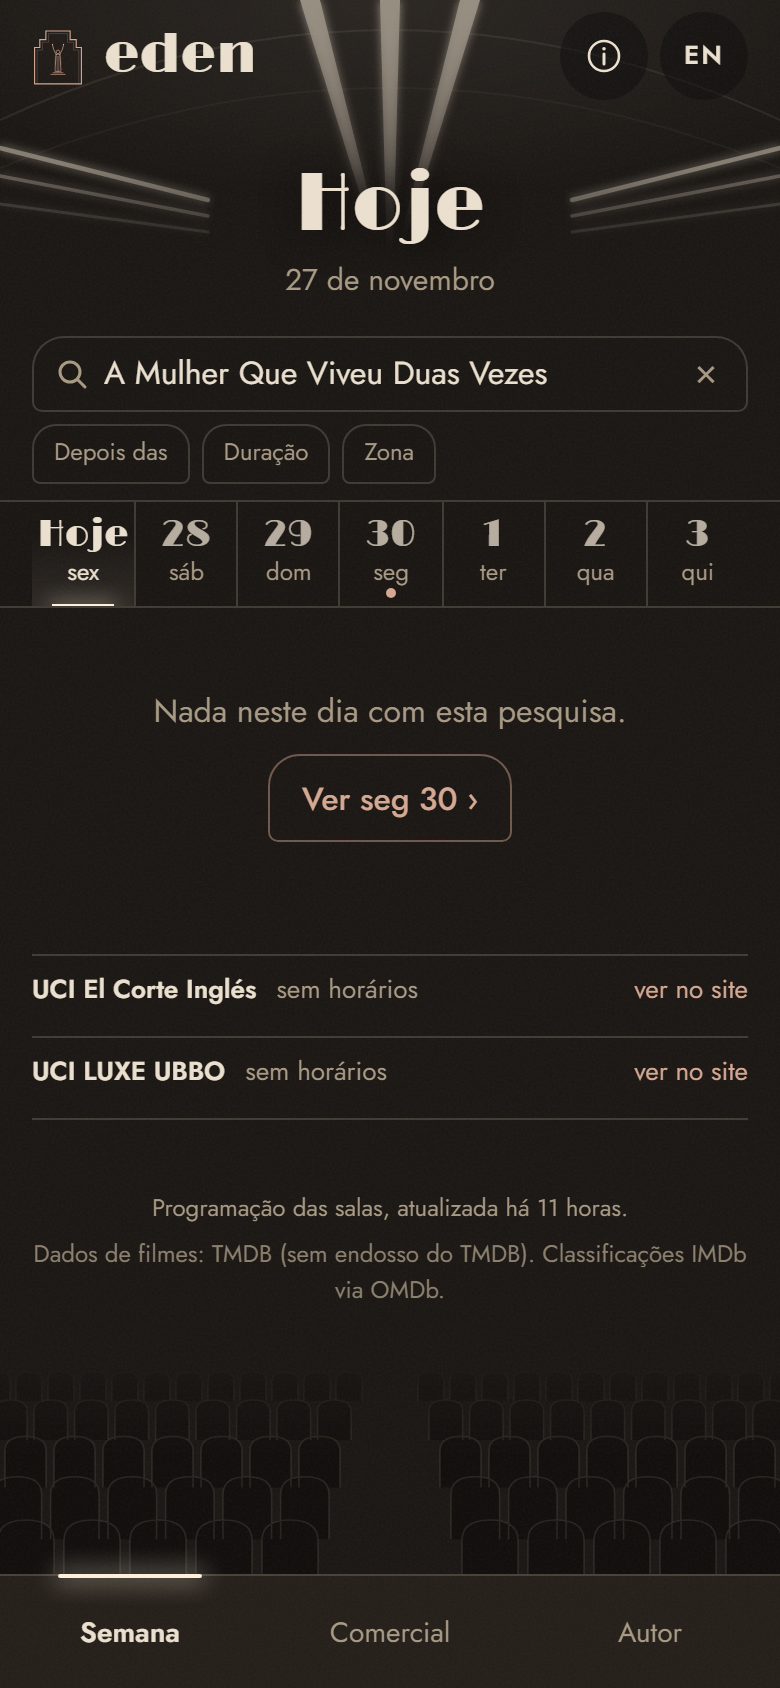 eden
EN
Hoje
27 de novembro
A Mulher Que Viveu Duas Vezes ×
Depois das Duração Zona
Hoje 28 29 30 1 2 3
sex sáb dom seg ter qua qui
Nada neste dia com esta pesquisa.
Ver seg 30 ›
UCI El Corte Inglés sem horários ver no site
UCI LUXE UBBO sem horários ver no site
Programação das salas, atualizada há 11 horas.
Dados de filmes: TMDB (sem endosso do TMDB). Classificações IMDb
via OMDb.
Semana Comercial Autor